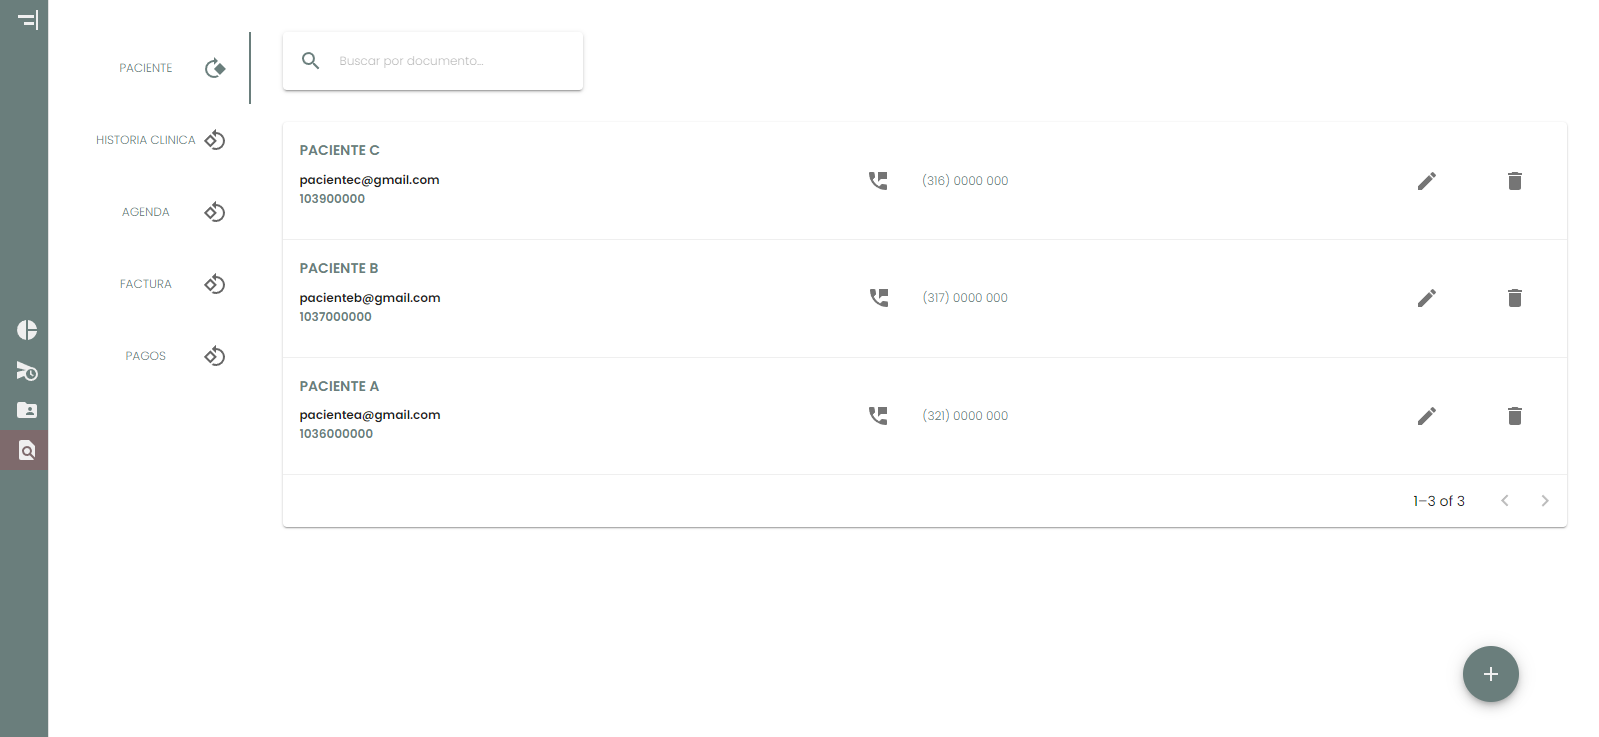 PACIENTE
HISTORIA CLINICA
AGENDA
FACTURA
PAGOS
Buscar por documento...
PACIENTE C
pacientec@gmail.com
103900000
(316) 0000 000
PACIENTE B
pacienteb@gmail.com
1037000000
(317) 0000 000
PACIENTE A
pacientea@gmail.com
1036000000
(321) 0000 000
1–3 of 3